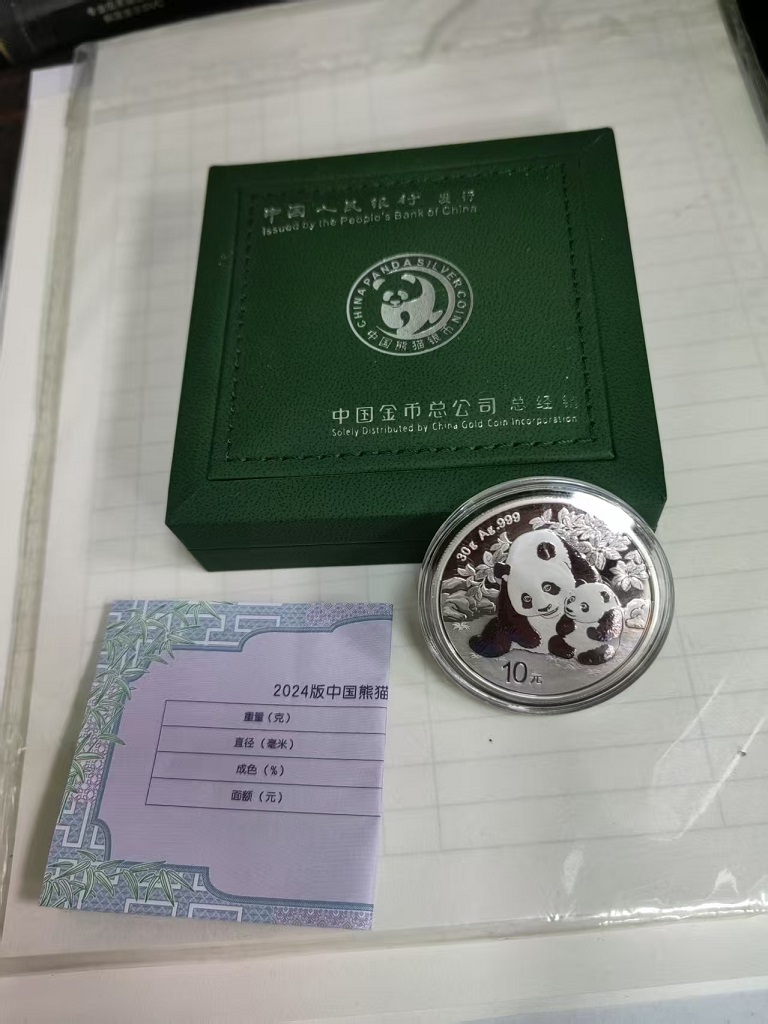 中国人民银行 发行
Issued by the People's Bank of China
CHINA PANDA SILVER COIN
中国熊猫银币
中国金币总公司 总经销
Solely Distributed by China Gold Coin Incorporation
30g Ag.999
10元
2024版中国熊猫
重量（克）
直径（毫米）
成色（%）
面额（元）